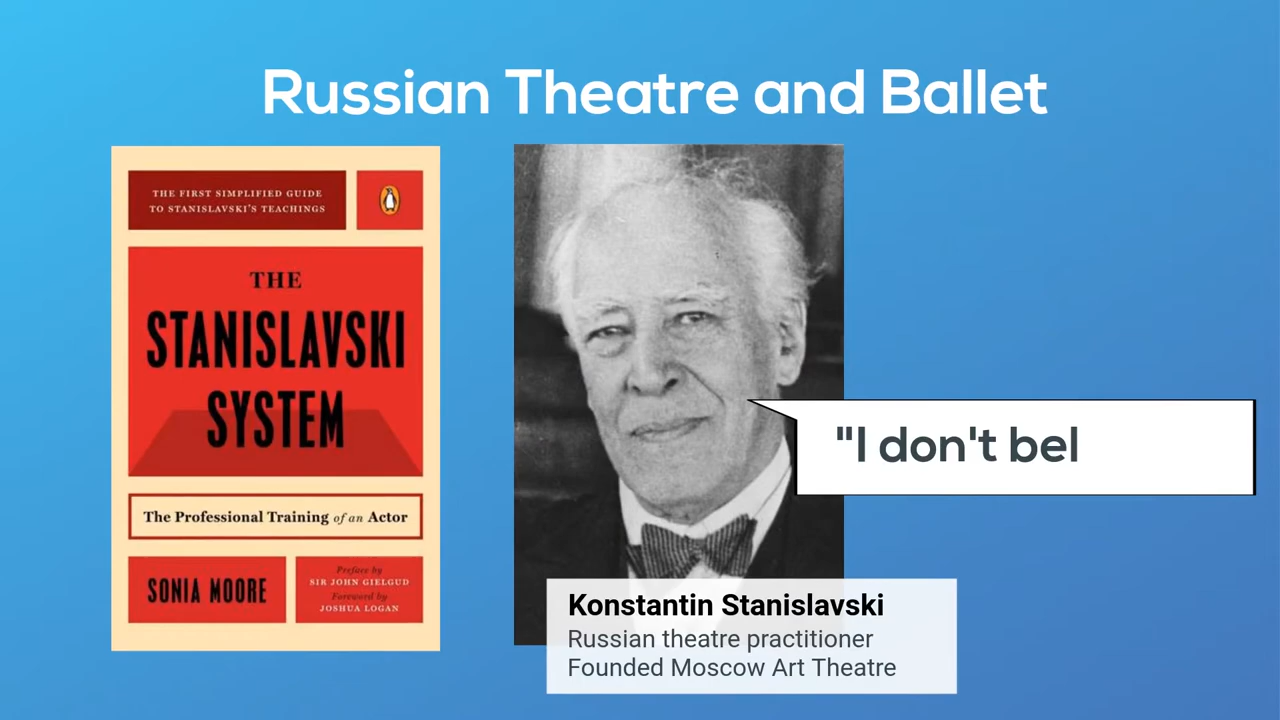 Russian Theatre and Ballet
THE FIRST SIMPLIFIED GUIDE
TO STANISLAVSKI'S TEACHINGS
THE
STANISLAVSKI
SYSTEM
The Professional Training of an Actor
SONIA MOORE
Preface by
SIR JOHN GIELGUD
Foreword by
JOSHUA LOGAN
"I don't bel
Konstantin Stanislavski
Russian theatre practitioner
Founded Moscow Art Theatre